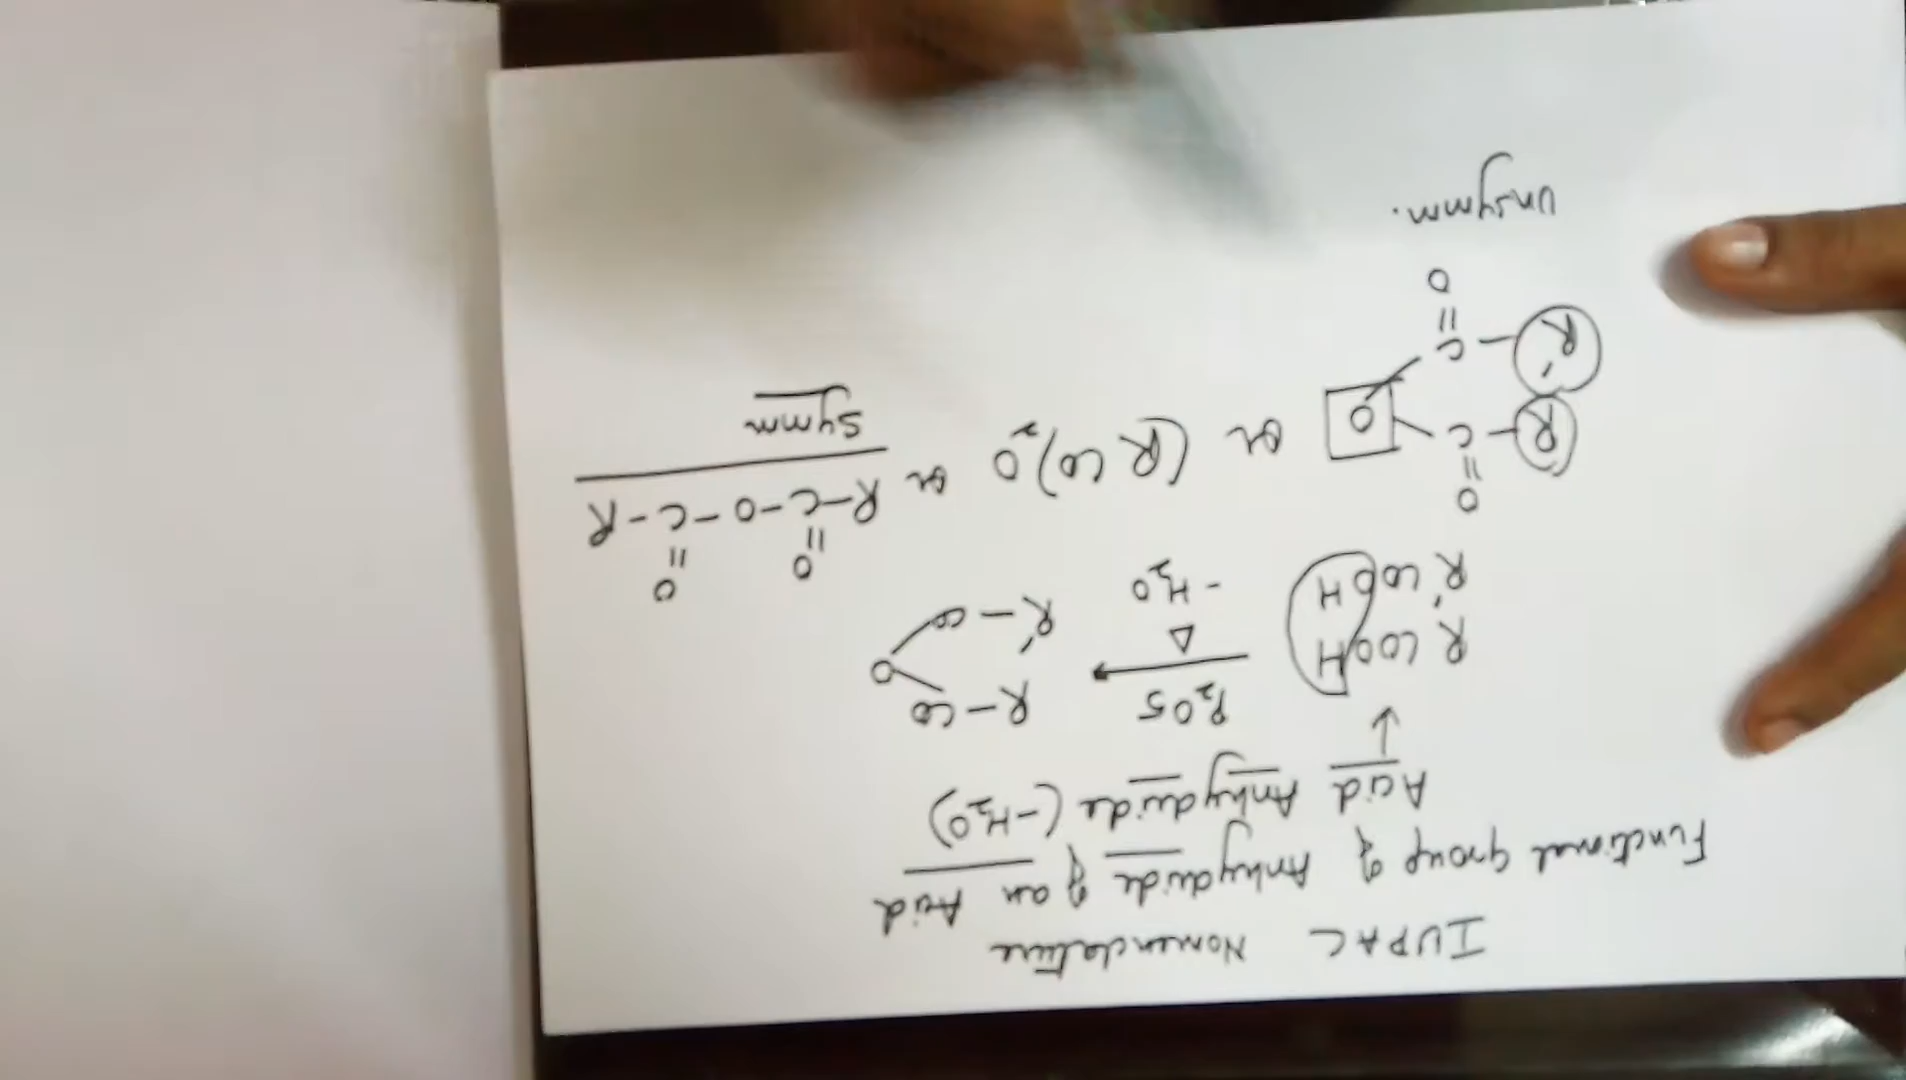 IUPAC Nomenclature
Functional group of Anhydride of an Acid
Acid Anhydride (-H₂O)
↓
RCOOH
R'COOH
P₂O₅
Δ
-H₂O
R-CO
O
R'-CO
O
=
R-C
O
R'-C
=
O
or (RCO)₂O or
O O
= =
R-C-O-C-R
symm
unsymm.